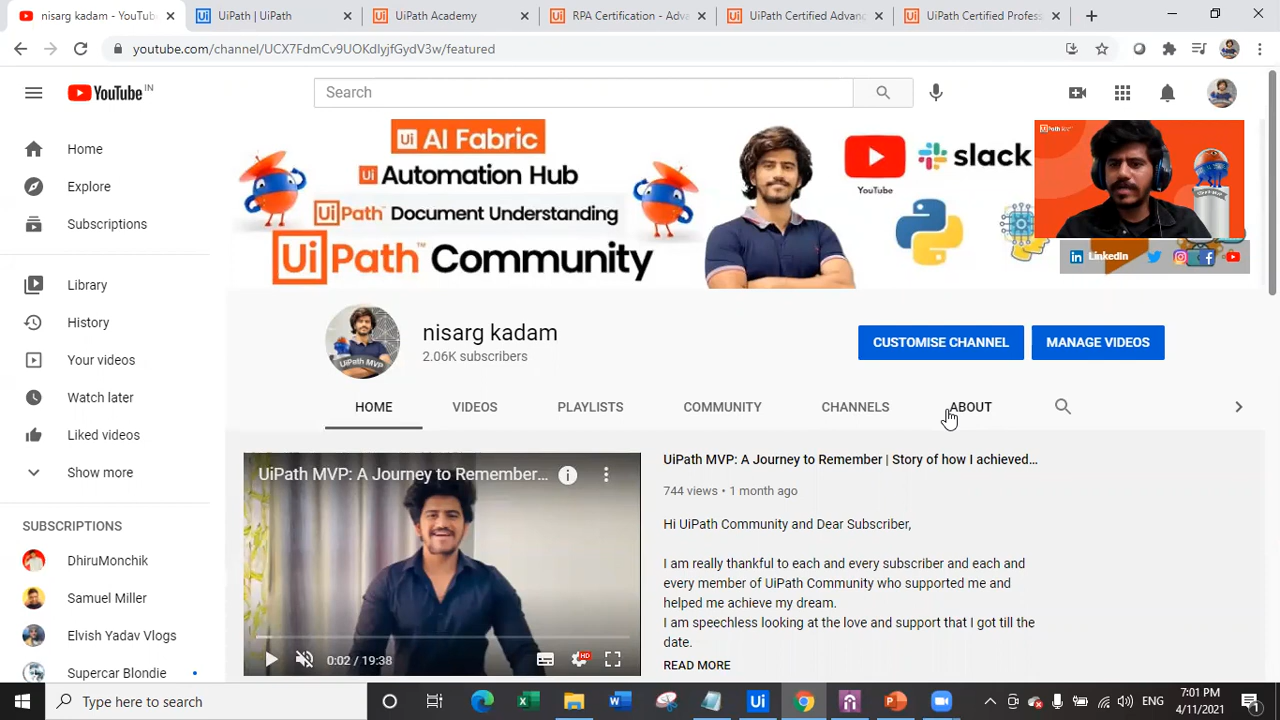 nisarg kadam - YouTube
UiPath | UiPath
UiPath Academy
RPA Certification - Adva
UiPath Certified Advanc
UiPath Certified Profess
youtube.com/channel/UCX7FdmCv9UOKdlyjfGydV3w/featured
YouTube IN
Search
Home
Explore
Subscriptions
Library
History
Your videos
Watch later
Liked videos
Show more
SUBSCRIPTIONS
DhiruMonchik
Samuel Miller
Elvish Yadav Vlogs
Supercar Blondie
Ui AI Fabric
Ui Automation Hub
UiPath™ Document Understanding
UiPath™ Community
YouTube
slack
LinkedIn
nisarg kadam
2.06K subscribers
CUSTOMISE CHANNEL
MANAGE VIDEOS
HOME
VIDEOS
PLAYLISTS
COMMUNITY
CHANNELS
ABOUT
UiPath MVP: A Journey to Remember...
0:02 / 19:38
HD
UiPath MVP: A Journey to Remember | Story of how I achieved...
744 views • 1 month ago
Hi UiPath Community and Dear Subscriber,
I am really thankful to each and every subscriber and each and
every member of UiPath Community who supported me and
helped me achieve my dream.
I am speechless looking at the love and support that I got till the
date.
READ MORE
Type here to search
ENG
7:01 PM
4/11/2021